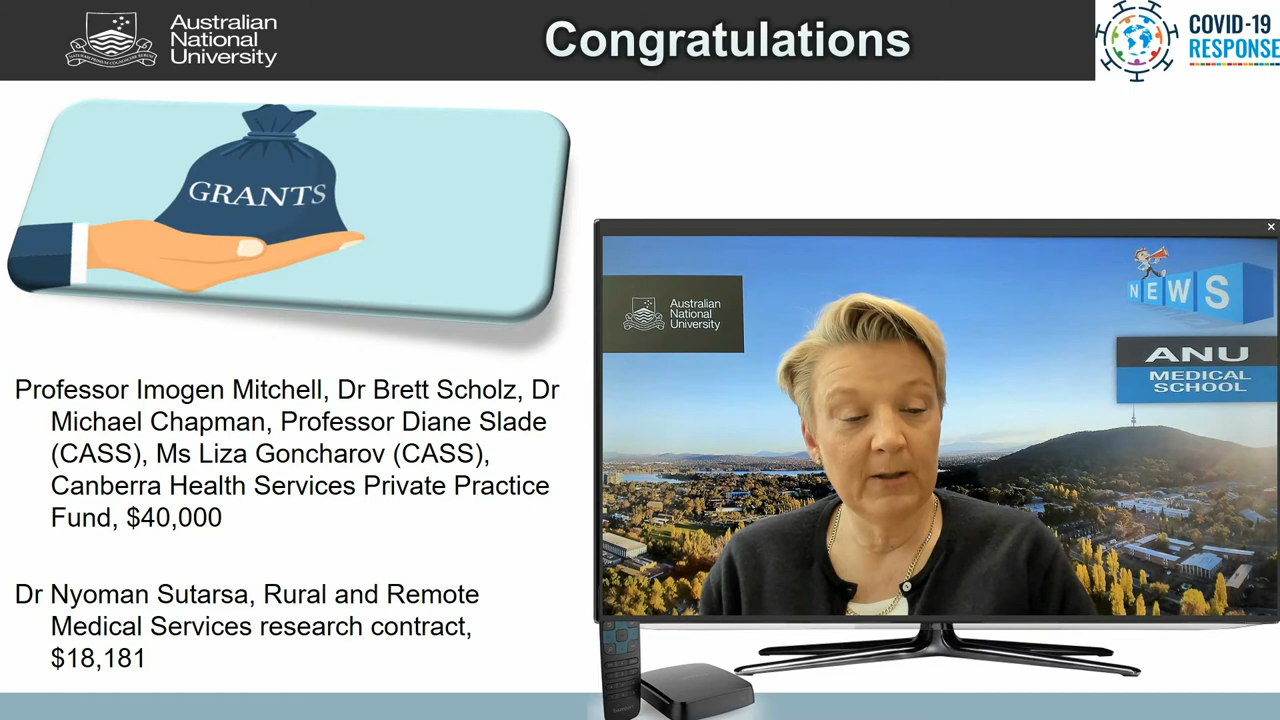 Australian
National
University
Congratulations
COVID-19
RESPONSE
GRANTS
Professor Imogen Mitchell, Dr Brett Scholz, Dr
Michael Chapman, Professor Diane Slade
(CASS), Ms Liza Goncharov (CASS),
Canberra Health Services Private Practice
Fund, $40,000
Dr Nyoman Sutarsa, Rural and Remote
Medical Services research contract,
$18,181
Australian
National
University
NEWS
ANU
MEDICAL
SCHOOL